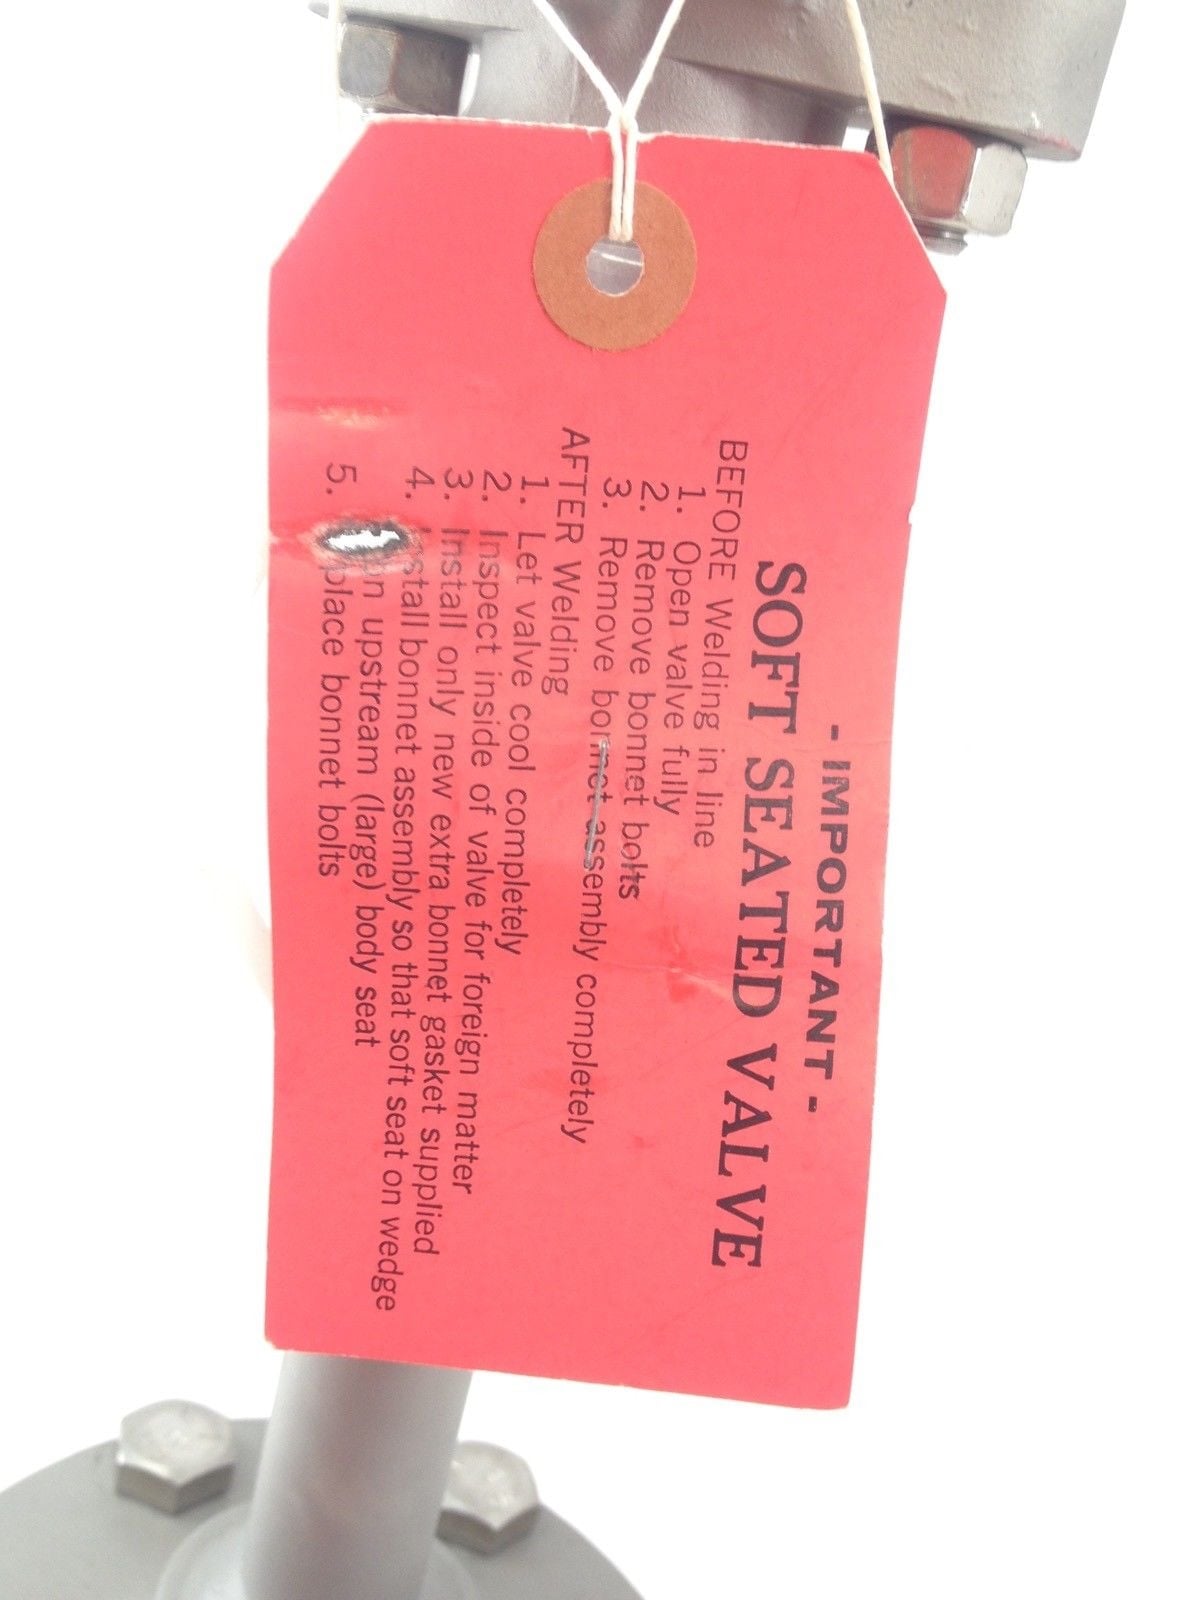 - IMPORTANT -
SOFT SEATED VALVE
BEFORE Welding in line
1. Open valve fully
2. Remove bonnet bolts
3. Remove bonnet assembly completely
AFTER Welding
1. Let valve cool completely
2. Inspect inside of valve for foreign matter
3. Install only new extra bonnet gasket supplied
4. Install bonnet assembly so that soft seat on wedge
upstream (large) body seat
5. bonnet bolts